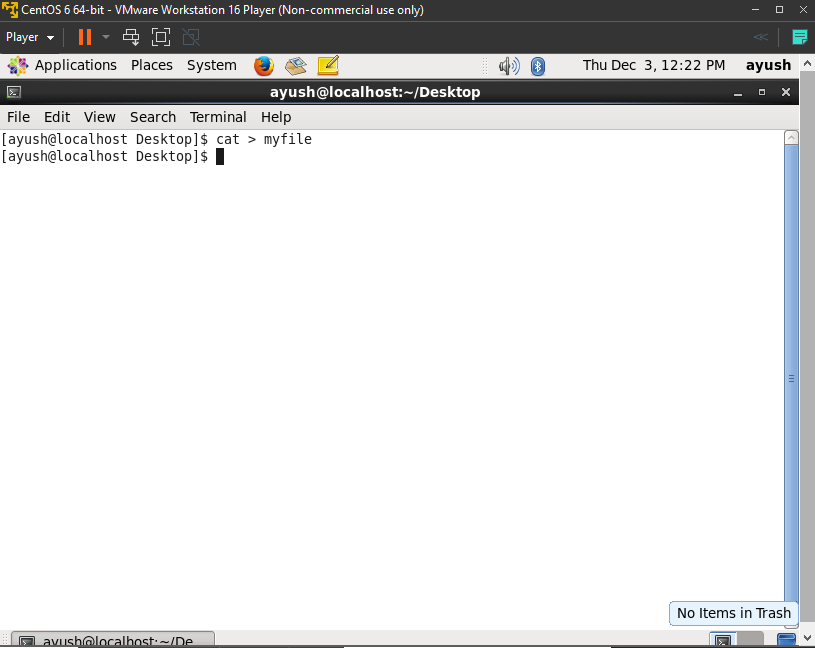 CentOS 6 64-bit - VMware Workstation 16 Player (Non-commercial use only)
Player
Applications Places System Thu Dec 3, 12:22 PM ayush
ayush@localhost:~/Desktop
File Edit View Search Terminal Help
[ayush@localhost Desktop]$ cat > myfile
[ayush@localhost Desktop]$
No Items in Trash
ayush@localhost:~/De...